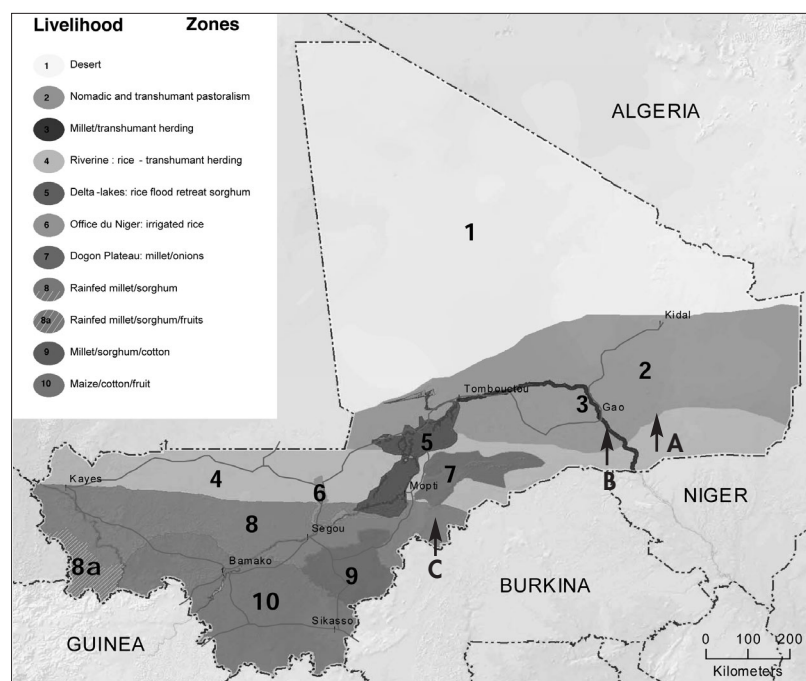 Livelihood Zones
1 Desert
2 Nomadic and transhumant pastoralism
3 Millet/transhumant herding
4 Riverine : rice - transhumant herding
5 Delta-lakes: rice flood retreat sorghum
6 Office du Niger: irrigated rice
7 Dogon Plateau: millet/onions
8 Rainfed millet/sorghum
8a Rainfed millet/sorghum/fruits
9 Millet/sorghum/cotton
10 Maize/cotton/fruit
ALGERIA
1
Kidal
2
Tombouctou
3
Gao
A
B
5
4
Kayes
6
7
Mopti
NIGER
8
Segou
C
8a
Bamako
9
BURKINA
10
Sikasso
GUINEA
0 100 200
Kilometers